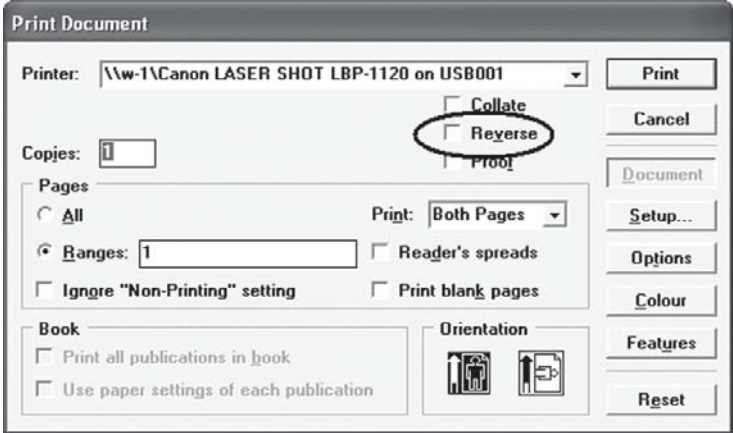 Print Document
Printer: \\w-1\Canon LASER SHOT LBP-1120 on USB001
Print
Collate
Cancel
Reverse
Copies: 1
Proof
Document
Pages
All
Print: Both Pages
Setup...
Ranges: 1
Reader's spreads
Options
Ignore "Non-Printing" setting
Print blank pages
Colour
Book
Orientation
Features
Print all publications in book
Use paper settings of each publication
Reset